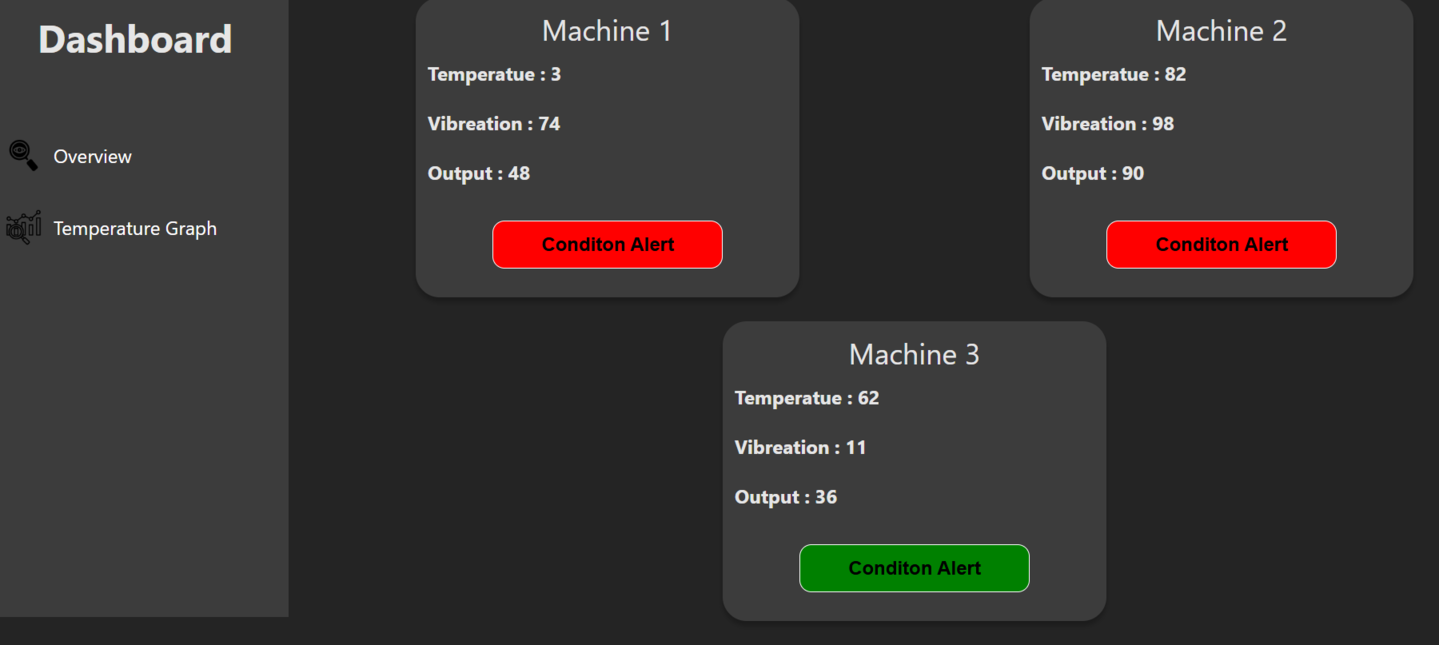 Dashboard
Overview
Temperature Graph
Machine 1
Temperatue : 3
Vibreation : 74
Output : 48
Conditon Alert
Machine 2
Temperatue : 82
Vibreation : 98
Output : 90
Conditon Alert
Machine 3
Temperatue : 62
Vibreation : 11
Output : 36
Conditon Alert